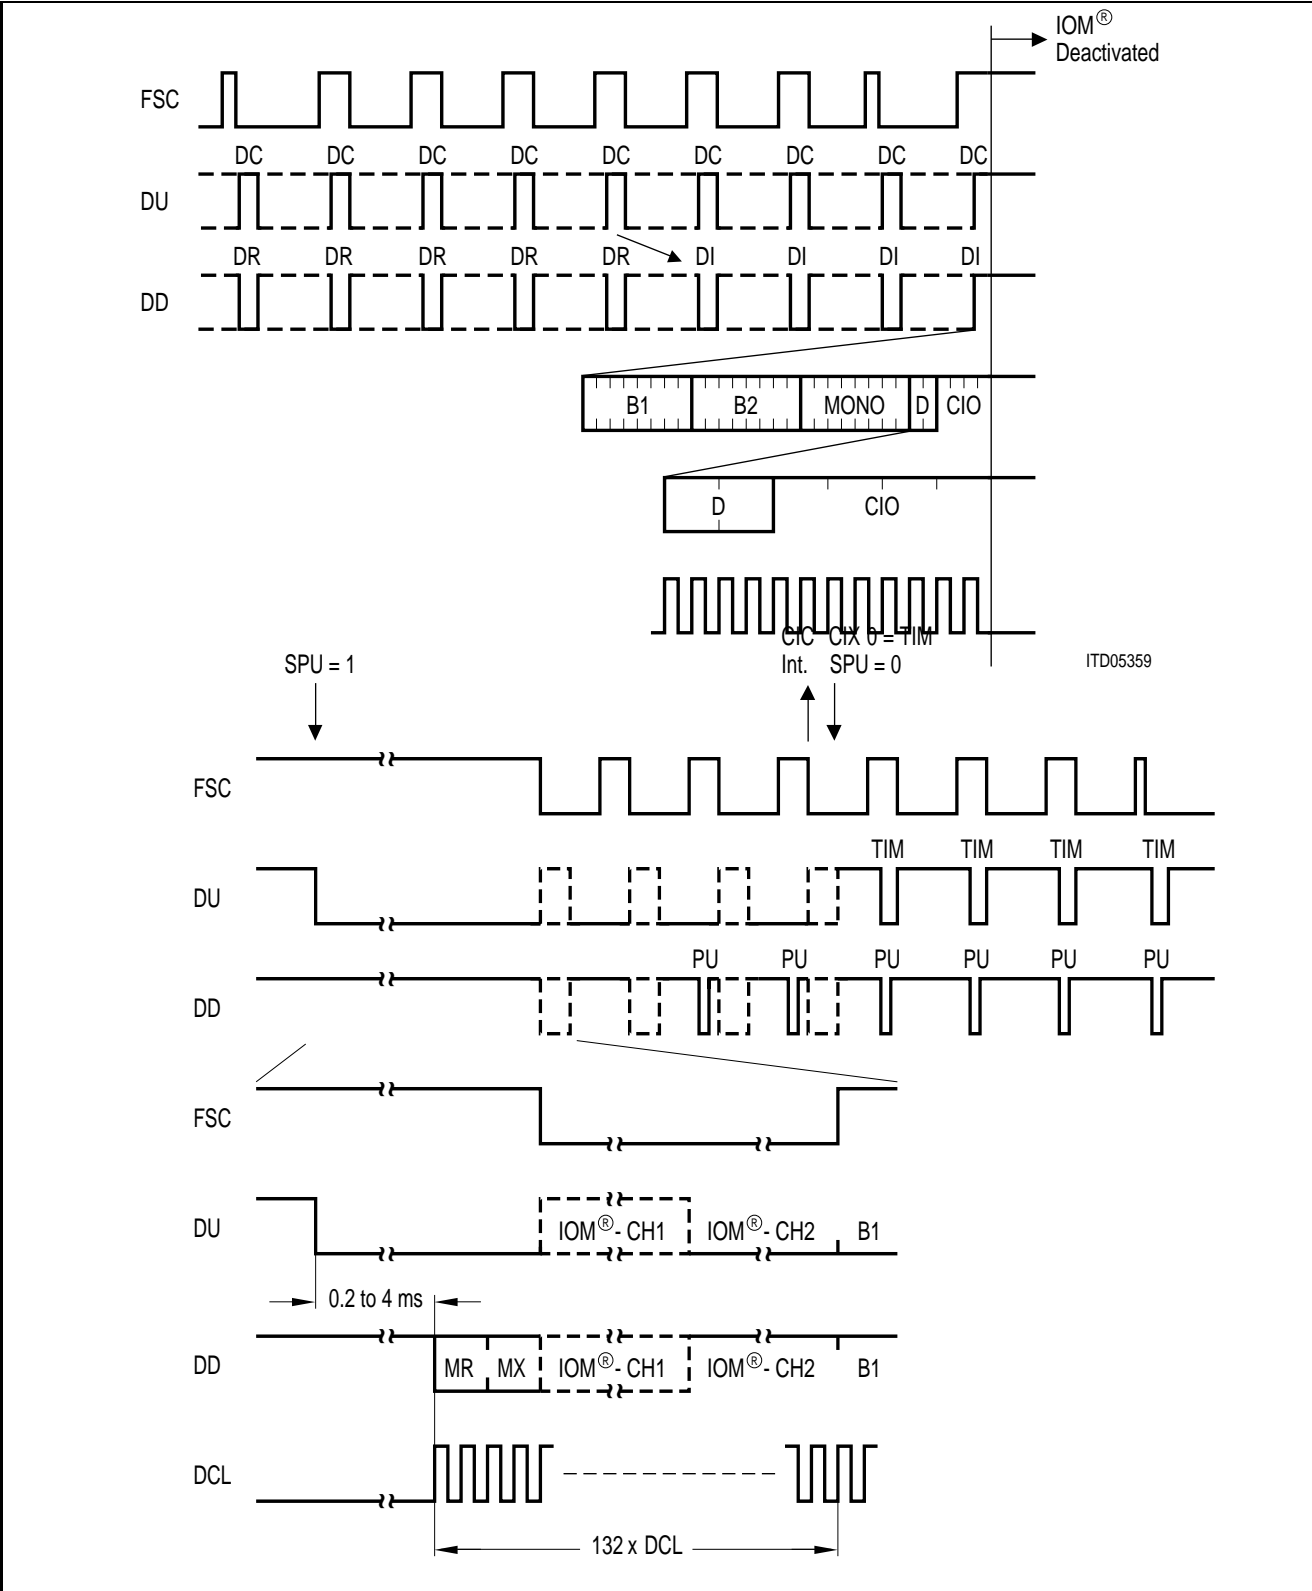 IOM®
Deactivated
FSC
DC DC DC DC DC DC DC DC DC
DU
DR DR DR DR DR DI DI DI DI
DD
B1 B2 MONO D CIO
D CIO
CIC CIX 0 = TIM
SPU = 1 Int. SPU = 0 ITD05359
FSC
TIM TIM TIM TIM
DU
PU PU PU PU PU PU
DD
FSC
DU IOM®- CH1 IOM®- CH2 B1
0.2 to 4 ms
DD MR MX IOM®- CH1 IOM®- CH2 B1
DCL
132 x DCL